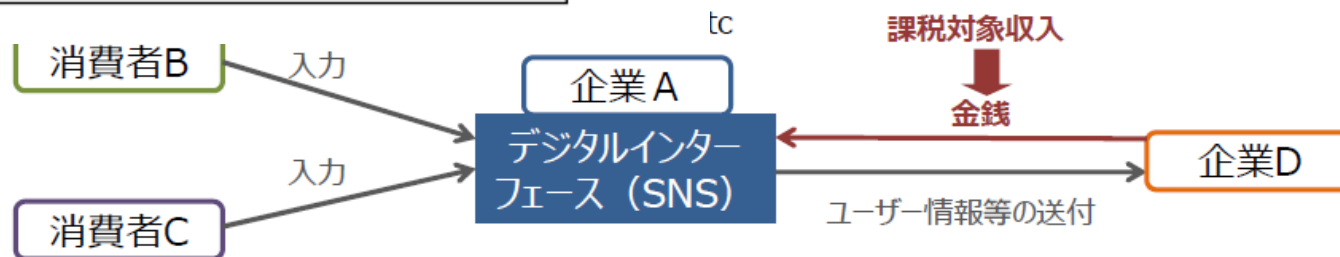 tc
課税対象収入
消費者B
入力
企業A
金銭
デジタルインター
フェース（SNS）
企業D
入力
ユーザー情報等の送付
消費者C